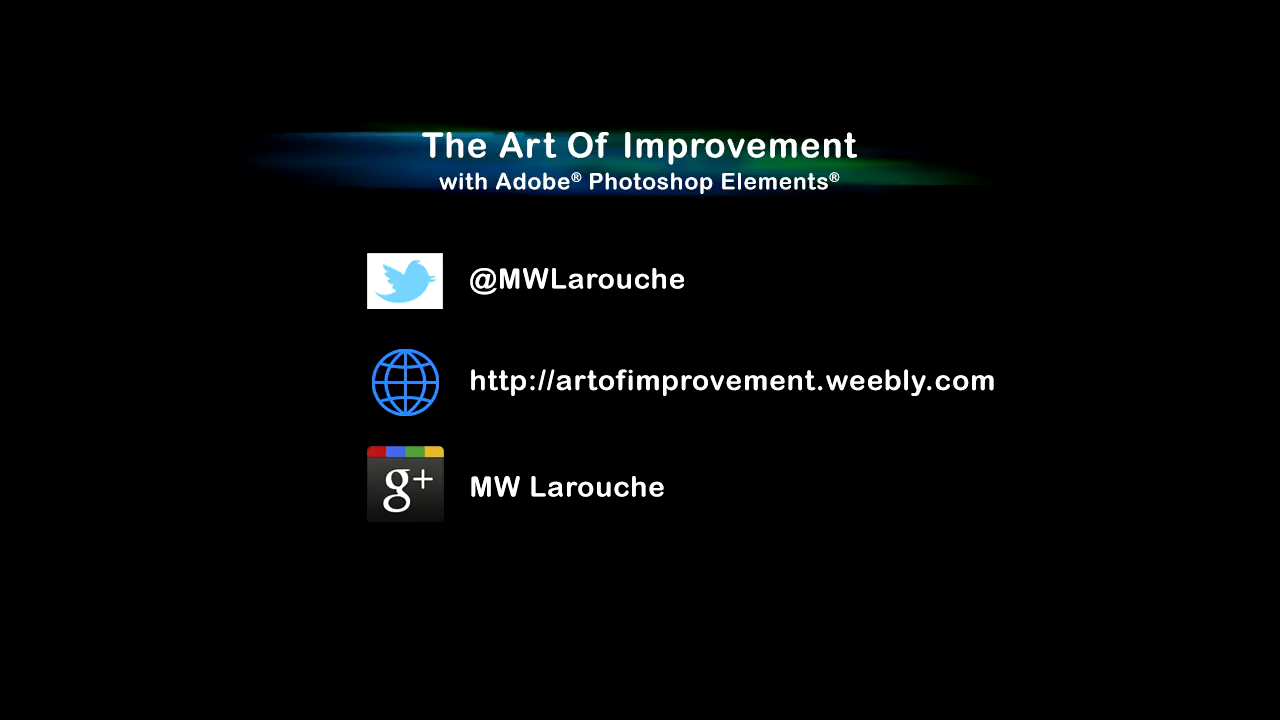 The Art Of Improvement
with Adobe® Photoshop Elements®
@MWLarouche
http://artofimprovement.weebly.com
g+
MW Larouche